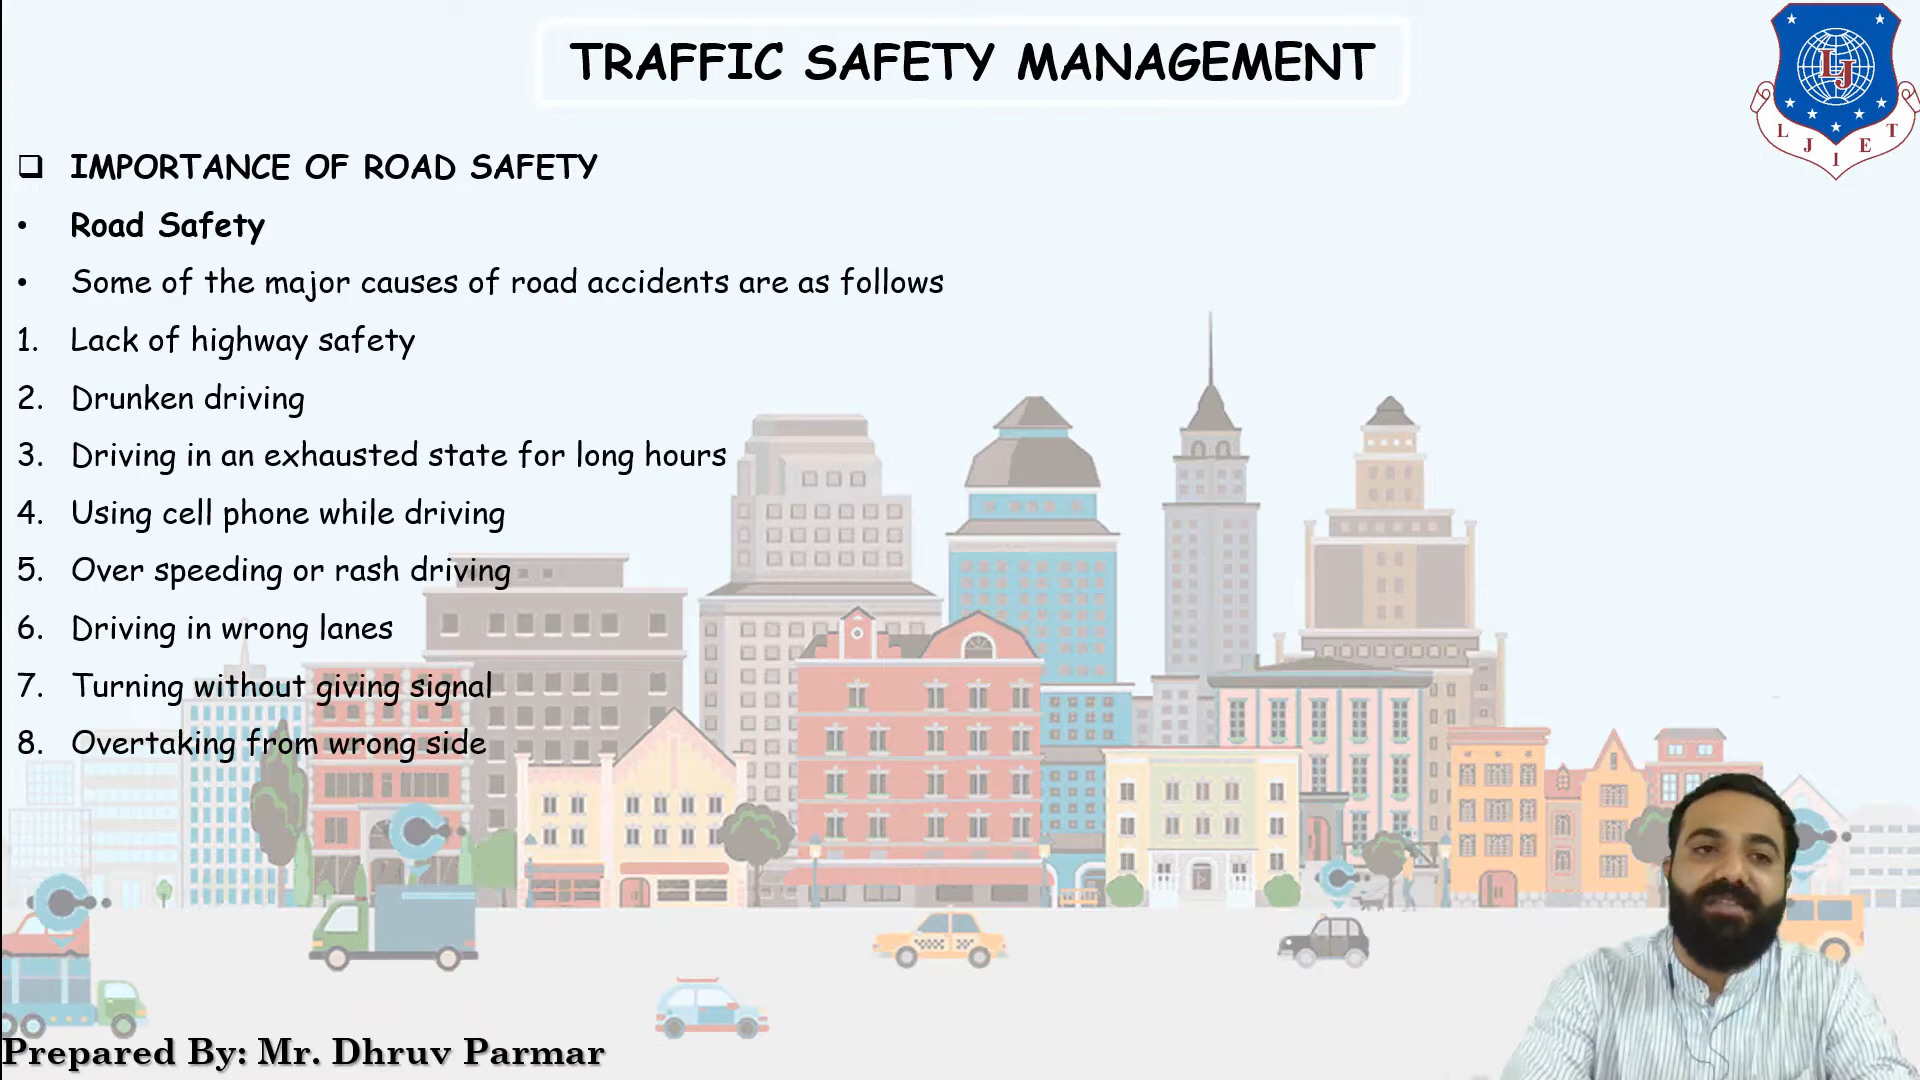 TRAFFIC SAFETY MANAGEMENT
LJ
L J I E T
❑ IMPORTANCE OF ROAD SAFETY
• Road Safety
• Some of the major causes of road accidents are as follows
1. Lack of highway safety
2. Drunken driving
3. Driving in an exhausted state for long hours
4. Using cell phone while driving
5. Over speeding or rash driving
6. Driving in wrong lanes
7. Turning without giving signal
8. Overtaking from wrong side
Prepared By: Mr. Dhruv Parmar